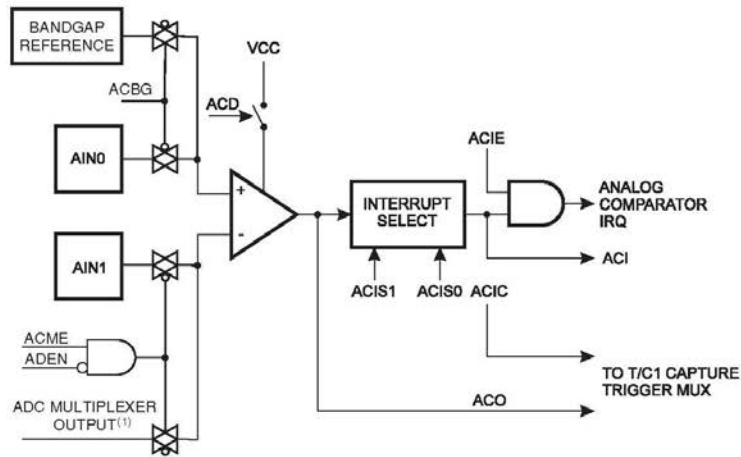 BANDGAP
REFERENCE
ACBG
VCC
ACD
AIN0
ACIE
+
-
INTERRUPT
SELECT
ANALOG
COMPARATOR
IRQ
AIN1
ACI
ACIS1
ACIS0
ACIC
ACME
ADEN
TO T/C1 CAPTURE
TRIGGER MUX
ACO
ADC MULTIPLEXER
OUTPUT(1)